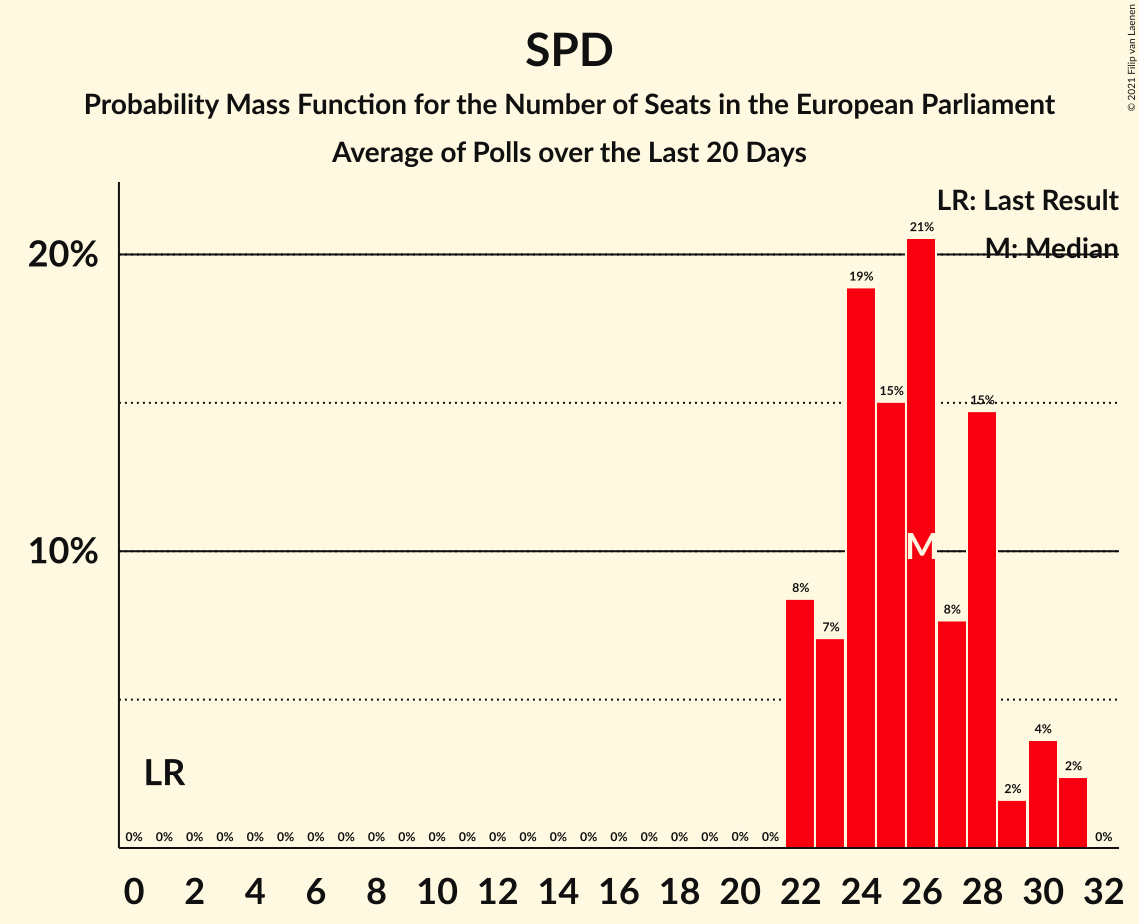 SPD
Probability Mass Function for the Number of Seats in the European Parliament
Average of Polls over the Last 20 Days
© 2021 Filip van Laenen
LR: Last Result
M: Median
20%
10%
21%
19%
15%
15%
M
8%
7%
8%
4%
2%
2%
LR
0% 0% 0% 0% 0% 0% 0% 0% 0% 0% 0% 0% 0% 0% 0% 0% 0% 0% 0% 0% 0% 0% 0%
0 2 4 6 8 10 12 14 16 18 20 22 24 26 28 30 32